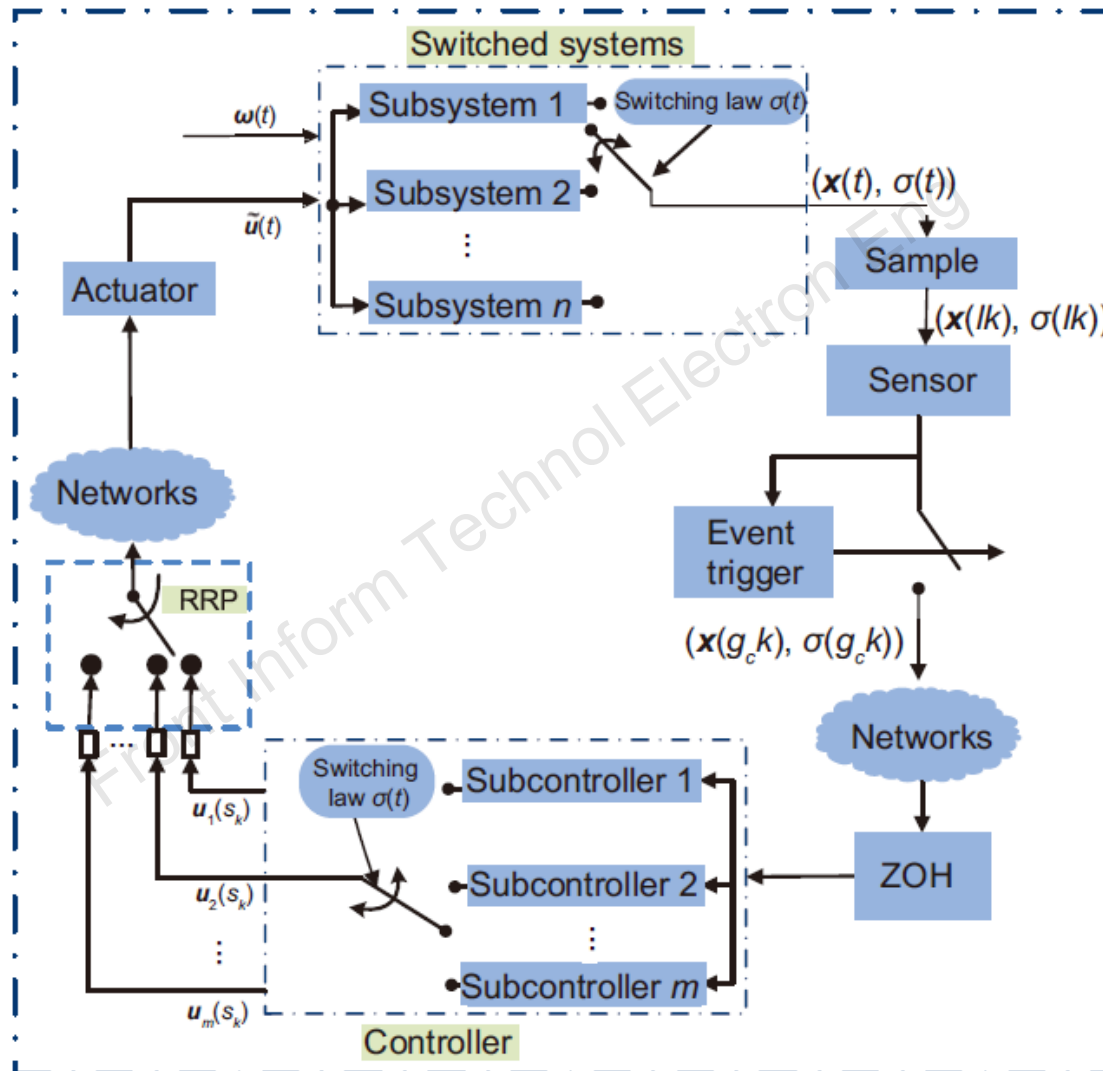 Switched systems
Subsystem 1
Switching law σ(t)
ω(t)
Subsystem 2
(x(t), σ(t))
ũ(t)
⋮
Sample
Actuator
Subsystem n
(x(lk), σ(lk))
Sensor
Networks
Event
trigger
RRP
(x(g_c k), σ(g_c k))
Networks
...
Switching
law σ(t)
Subcontroller 1
u_1(s_k)
ZOH
Subcontroller 2
u_2(s_k)
⋮
⋮
Subcontroller m
u_m(s_k)
Controller
Front Inform Technol Electron Eng